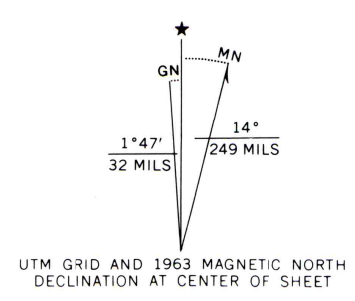 ★
MN
GN
1°47'
32 MILS
14°
249 MILS
UTM GRID AND 1963 MAGNETIC NORTH
DECLINATION AT CENTER OF SHEET